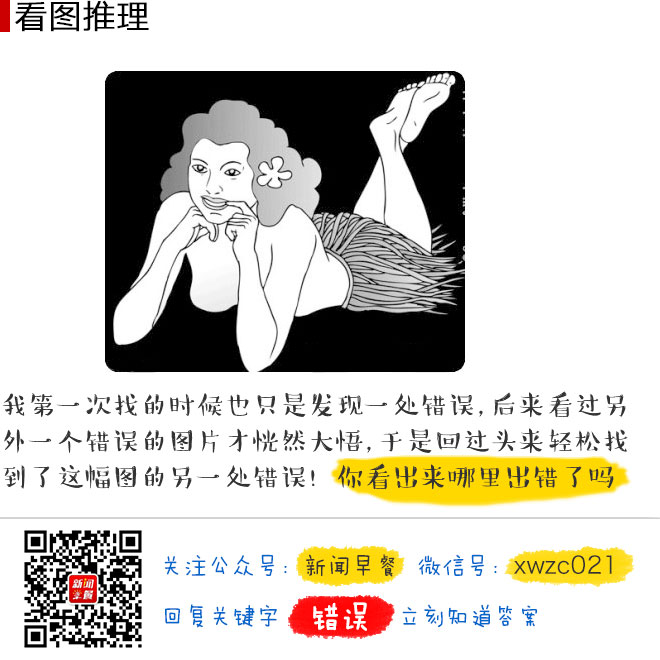 看图推理
我第一次找的时候也只是发现一处错误,后来看过另
外一个错误的图片才恍然大悟,于是回过头来轻松找
到了这幅图的另一处错误! 你看出来哪里出错了吗
关注公众号: 新闻早餐 微信号: xwzc021
新闻
早餐
回复关键字 错误 立刻知道答案